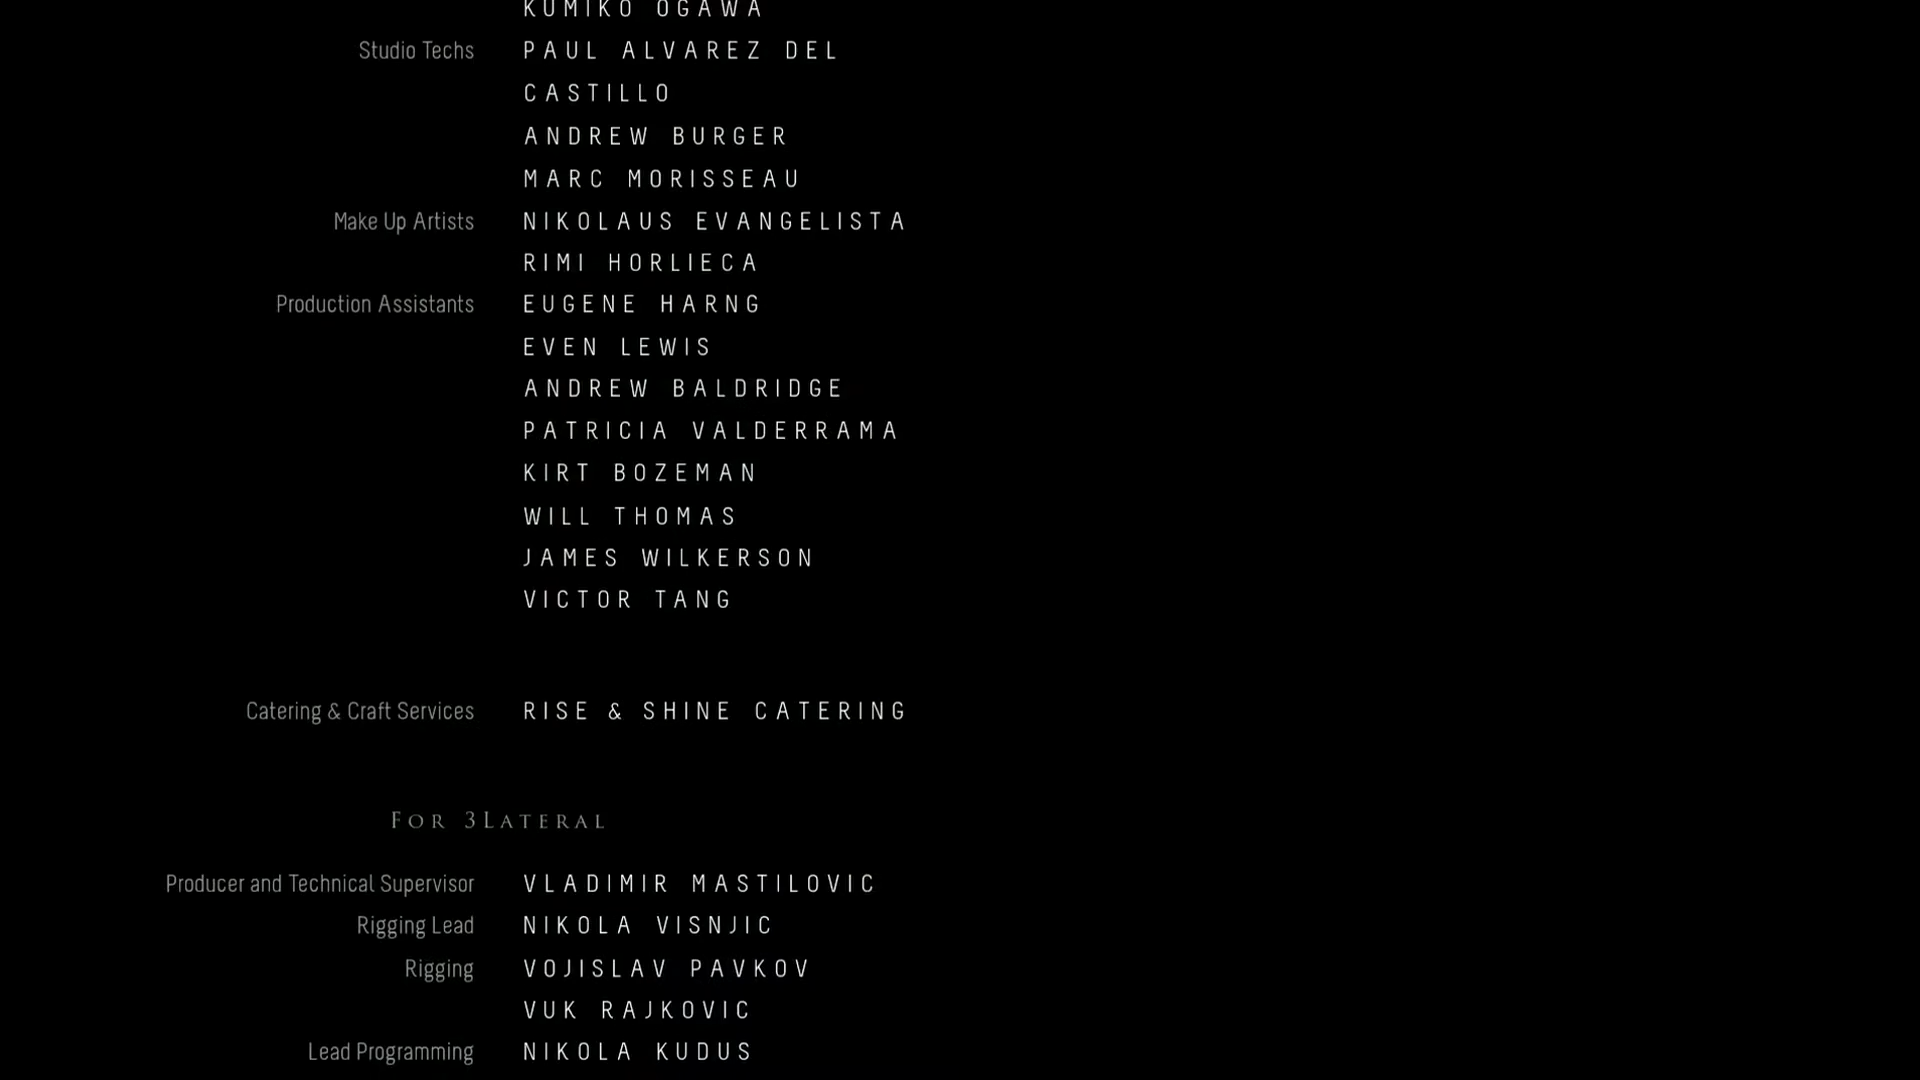 KUMIKO OGAWA
Studio Techs PAUL ALVAREZ DEL
CASTILLO
ANDREW BURGER
MARC MORISSEAU
Make Up Artists NIKOLAUS EVANGELISTA
RIMI HORLIECA
Production Assistants EUGENE HARNG
EVEN LEWIS
ANDREW BALDRIDGE
PATRICIA VALDERRAMA
KIRT BOZEMAN
WILL THOMAS
JAMES WILKERSON
VICTOR TANG
Catering & Craft Services RISE & SHINE CATERING
FOR 3LATERAL
Producer and Technical Supervisor VLADIMIR MASTILOVIC
Rigging Lead NIKOLA VISNJIC
Rigging VOJISLAV PAVKOV
VUK RAJKOVIC
Lead Programming NIKOLA KUDUS